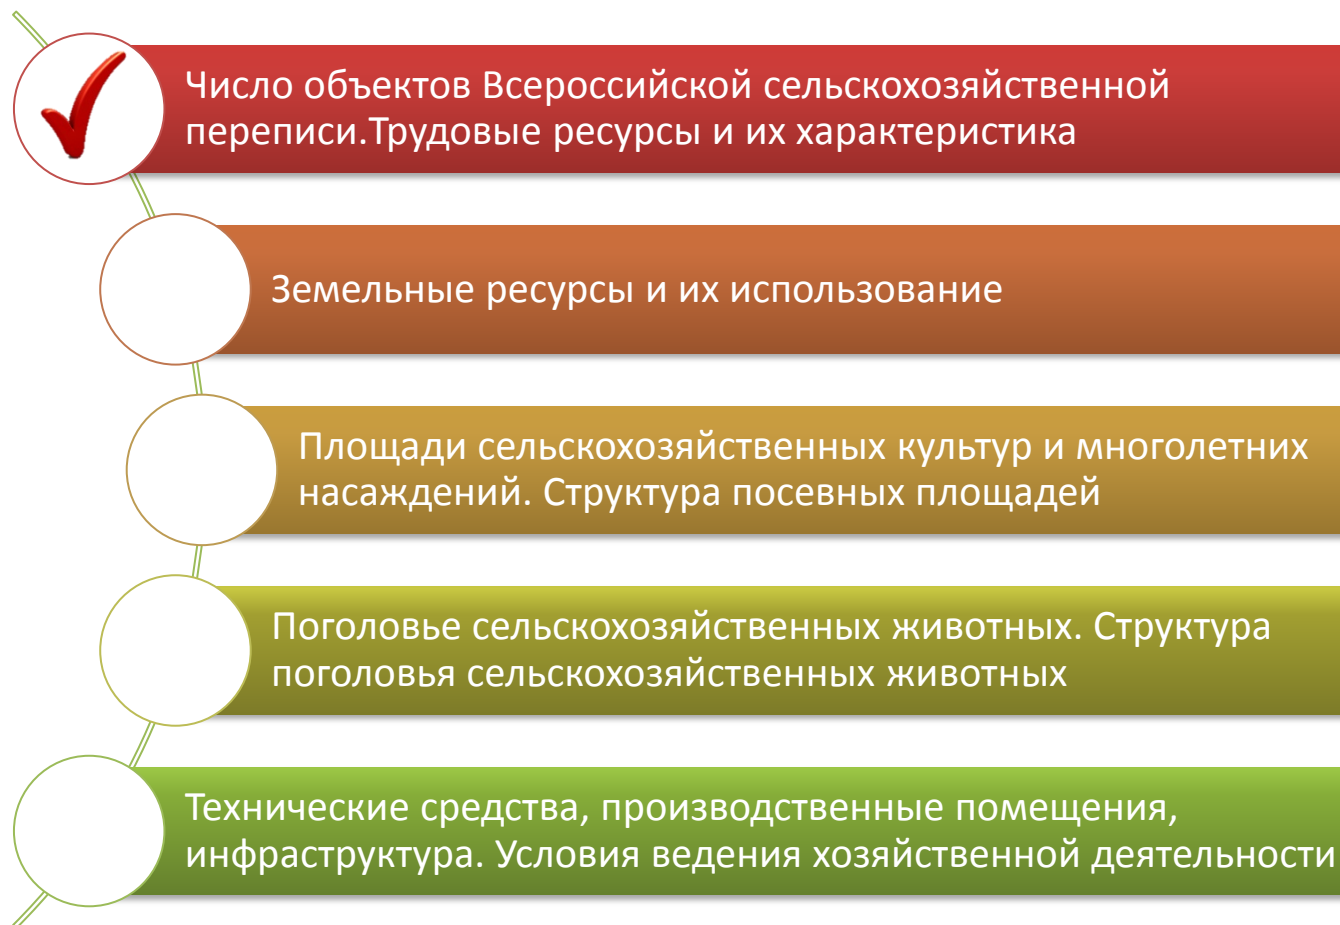 Число объектов Всероссийской сельскохозяйственной
переписи.Трудовые ресурсы и их характеристика
Земельные ресурсы и их использование
Площади сельскохозяйственных культур и многолетних
насаждений. Структура посевных площадей
Поголовье сельскохозяйственных животных. Структура
поголовья сельскохозяйственных животных
Технические средства, производственные помещения,
инфраструктура. Условия ведения хозяйственной деятельности